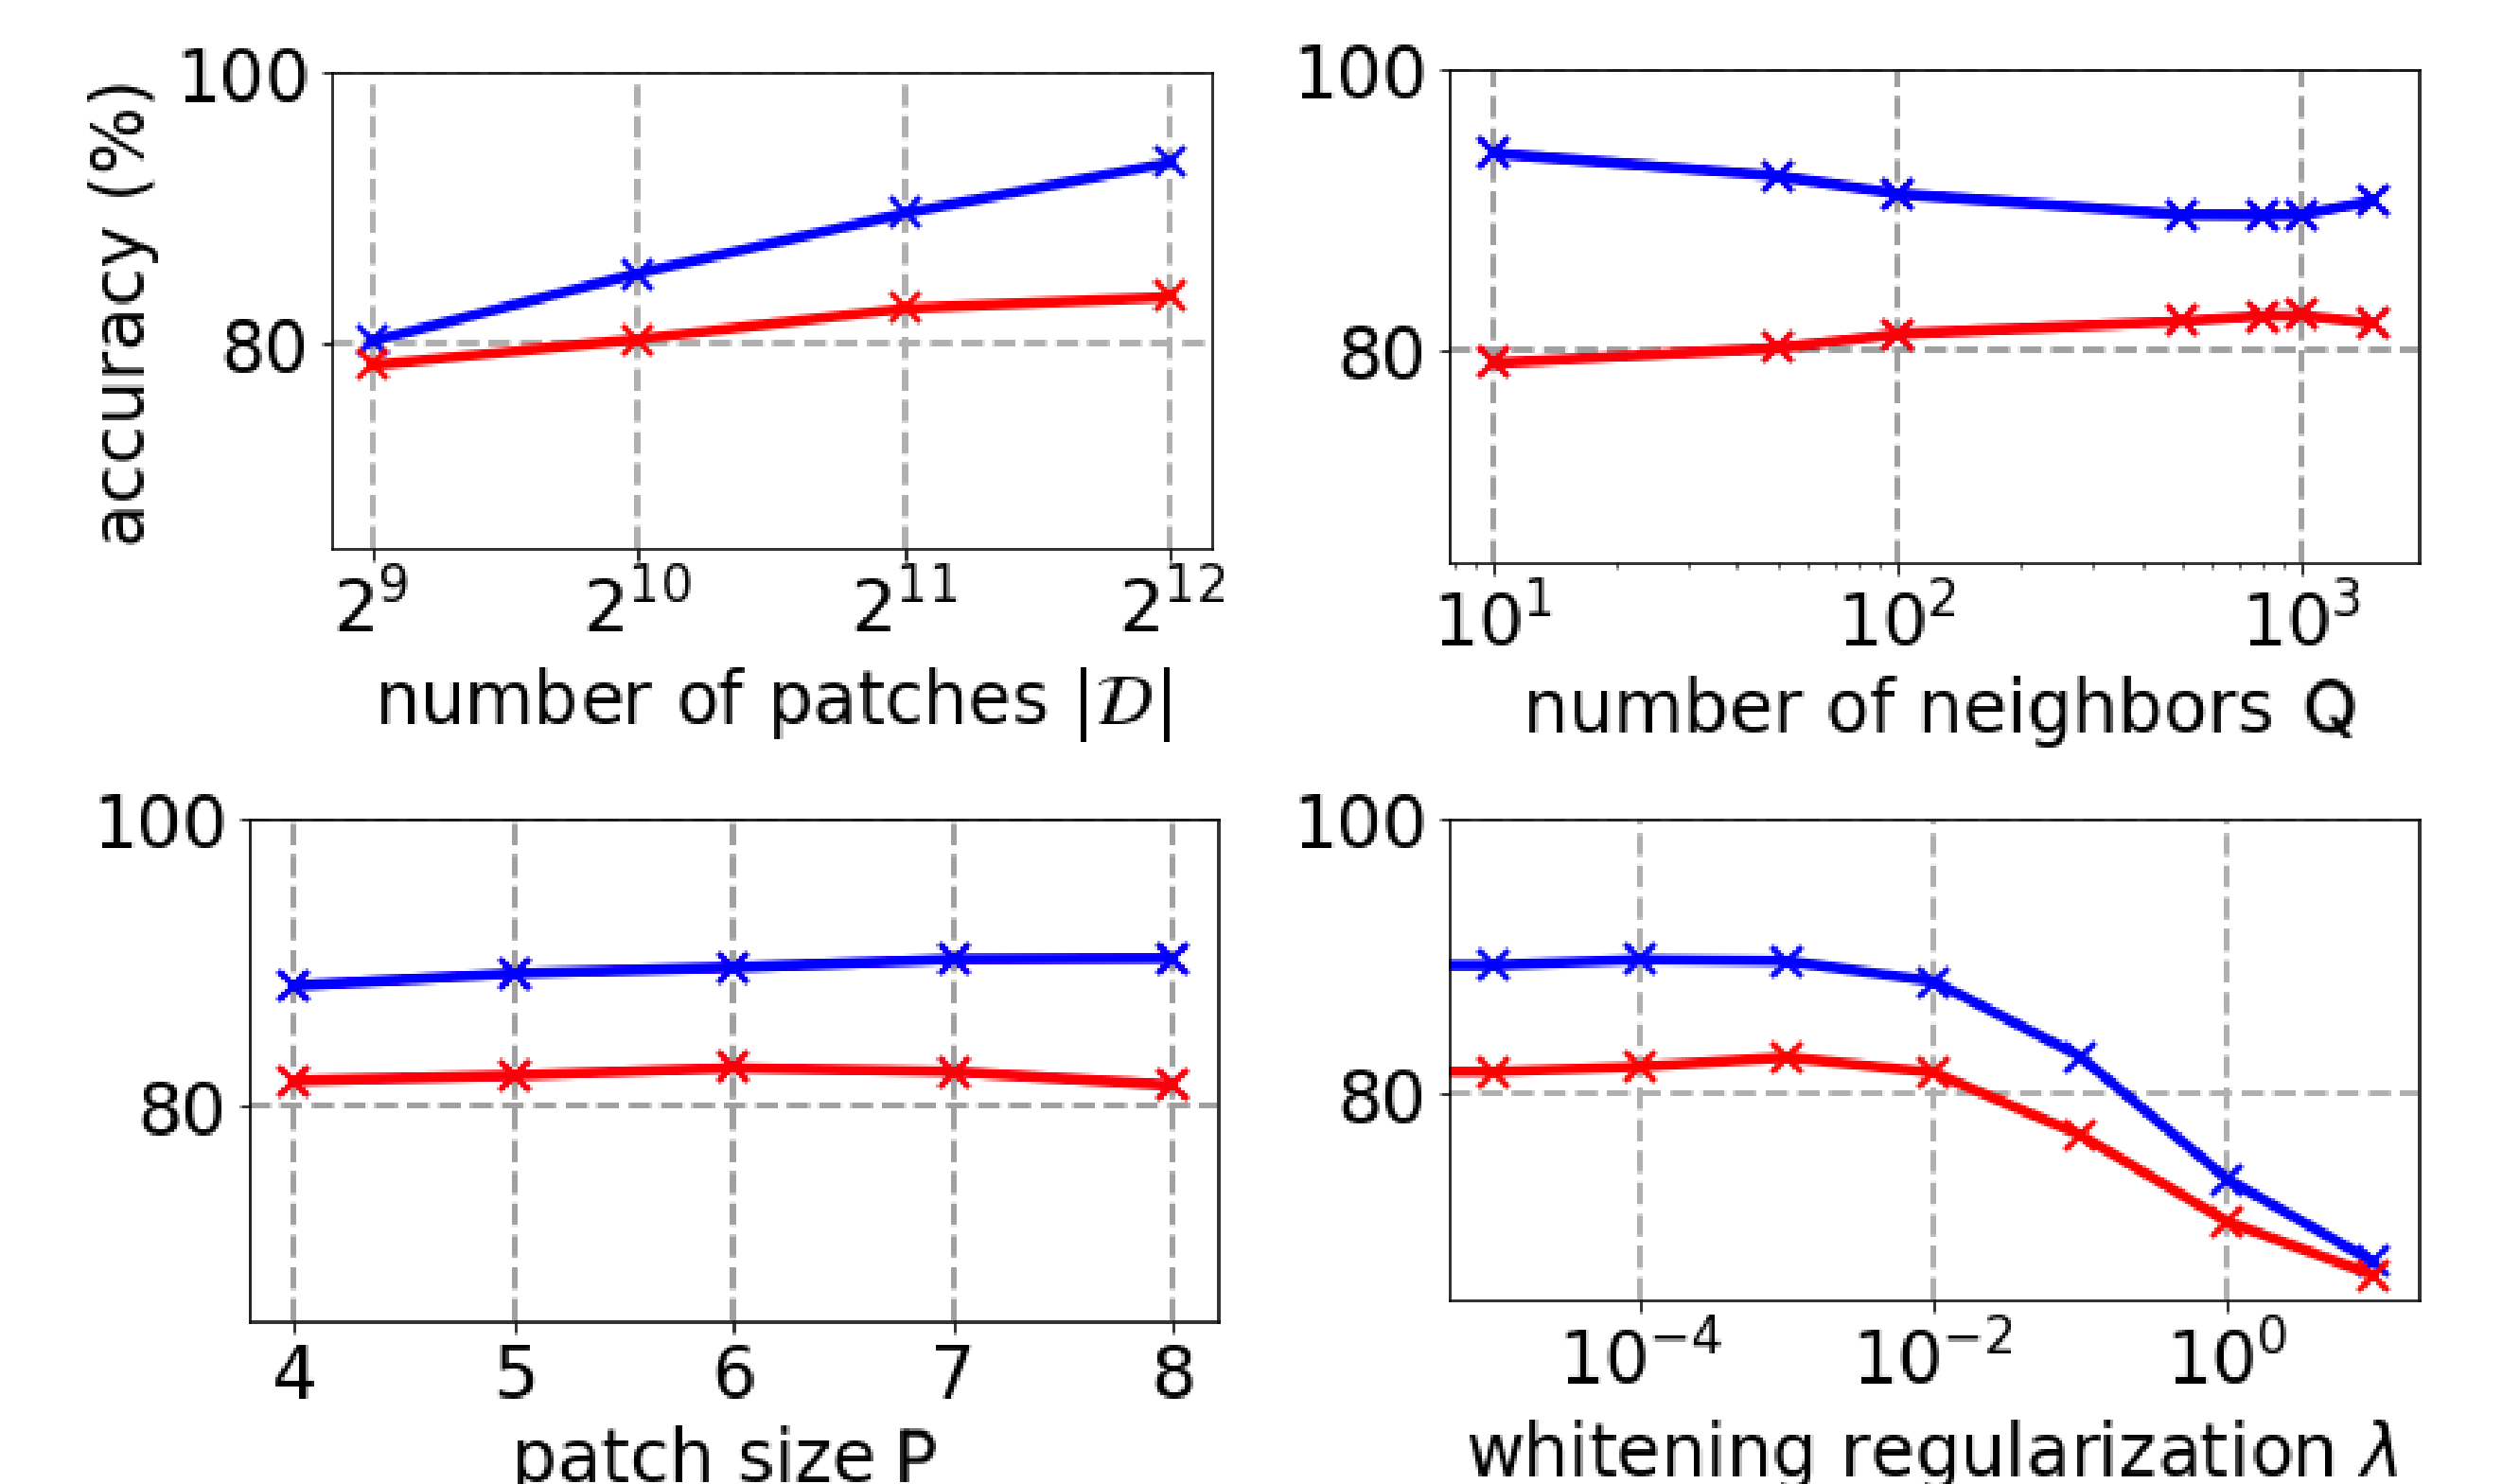 accuracy (%)
100
80
2^9 2^10 2^11 2^12
number of patches |𝒟|
100
80
10^1 10^2 10^3
number of neighbors Q
100
80
4 5 6 7 8
patch size P
100
80
10^−4 10^−2 10^0
whitening regularization λ